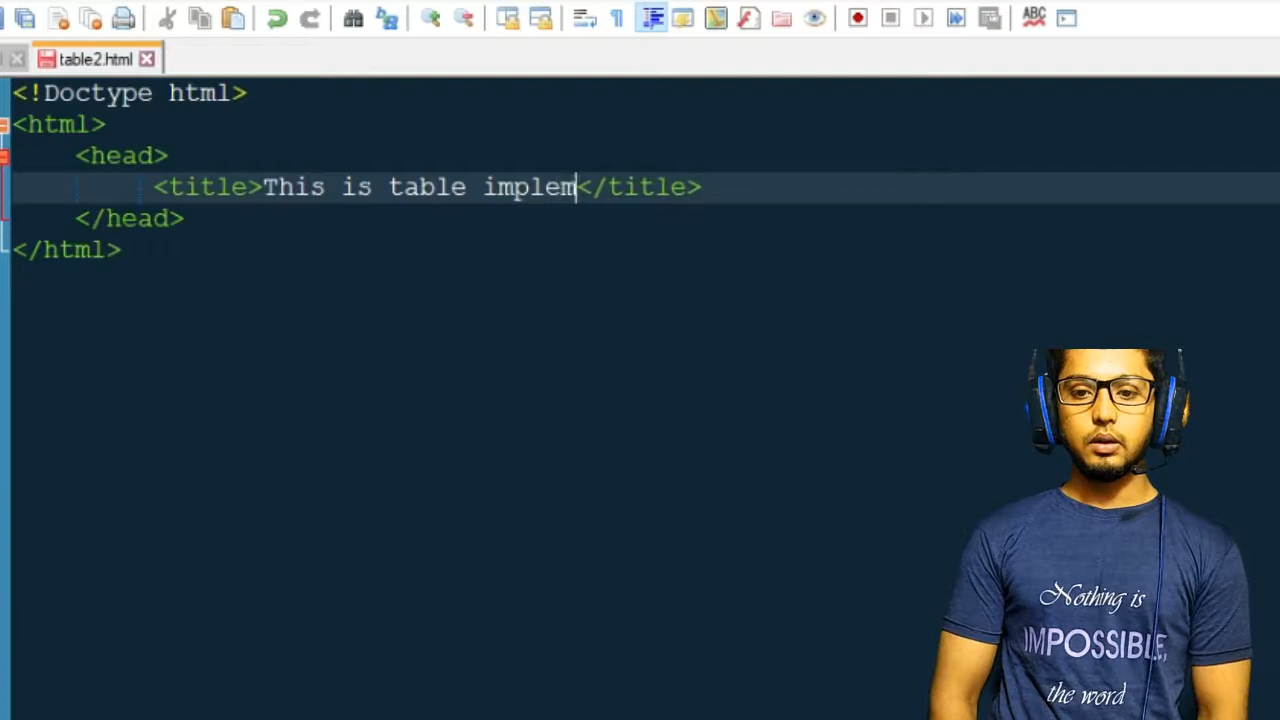 ABC
table2.html
<!Doctype html>
<html>
<head>
<title>This is table implem</title>
</head>
</html>
Nothing is
IMPOSSIBLE,
the word